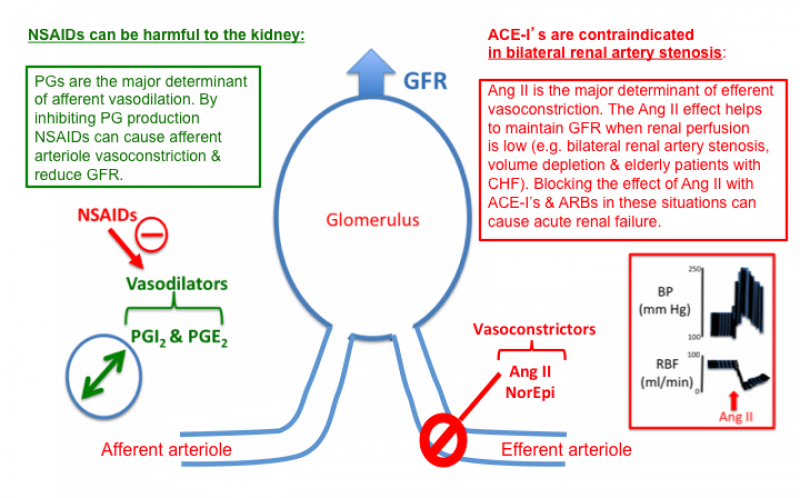 NSAIDs can be harmful to the kidney:
PGs are the major determinant
of afferent vasodilation. By
inhibiting PG production
NSAIDs can cause afferent
arteriole vasoconstriction &
reduce GFR.
GFR
ACE-I's are contraindicated
in bilateral renal artery stenosis:
Ang II is the major determinant of efferent
vasoconstriction. The Ang II effect helps
to maintain GFR when renal perfusion
is low (e.g. bilateral renal artery stenosis,
volume depletion & elderly patients with
CHF). Blocking the effect of Ang II with
ACE-I's & ARBs in these situations can
cause acute renal failure.
Glomerulus
NSAIDs
Vasodilators
PGI2 & PGE2
Vasoconstrictors
Ang II
NorEpi
250
BP
(mm Hg)
100
100
RBF
(ml/min)
0
Ang II
Afferent arteriole
Efferent arteriole